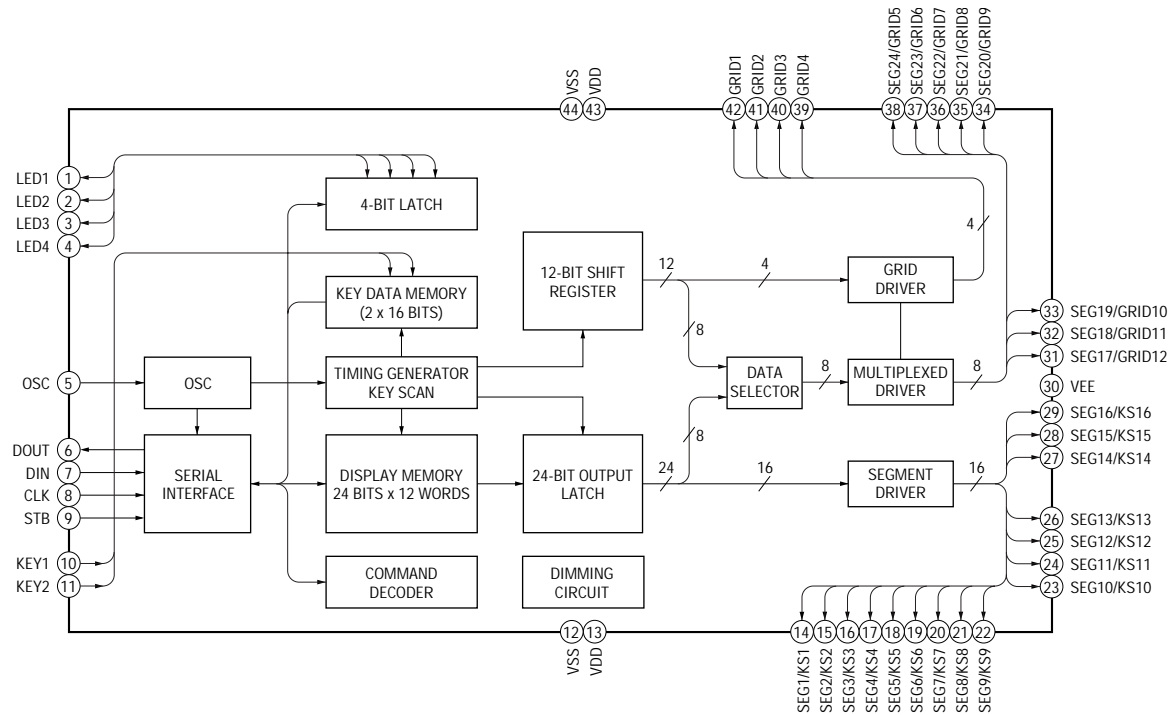 44 VSS
43 VDD
42 GRID1
41 GRID2
40 GRID3
39 GRID4
38 SEG24/GRID5
37 SEG23/GRID6
36 SEG22/GRID7
35 SEG21/GRID8
34 SEG20/GRID9
LED1 1
LED2 2
LED3 3
LED4 4
4-BIT LATCH
KEY DATA MEMORY
(2 x 16 BITS)
12-BIT SHIFT
REGISTER
12
4
8
GRID
DRIVER
4
33 SEG19/GRID10
32 SEG18/GRID11
31 SEG17/GRID12
OSC 5
OSC
TIMING GENERATOR
KEY SCAN
DATA
SELECTOR
8
MULTIPLEXED
DRIVER
8
30 VEE
29 SEG16/KS16
28 SEG15/KS15
27 SEG14/KS14
DOUT 6
DIN 7
CLK 8
STB 9
SERIAL
INTERFACE
DISPLAY MEMORY
24 BITS x 12 WORDS
24-BIT OUTPUT
LATCH
24
8
16
SEGMENT
DRIVER
16
26 SEG13/KS13
25 SEG12/KS12
24 SEG11/KS11
23 SEG10/KS10
KEY1 10
KEY2 11
COMMAND
DECODER
DIMMING
CIRCUIT
12 VSS
13 VDD
14 SEG1/KS1
15 SEG2/KS2
16 SEG3/KS3
17 SEG4/KS4
18 SEG5/KS5
19 SEG6/KS6
20 SEG7/KS7
21 SEG8/KS8
22 SEG9/KS9